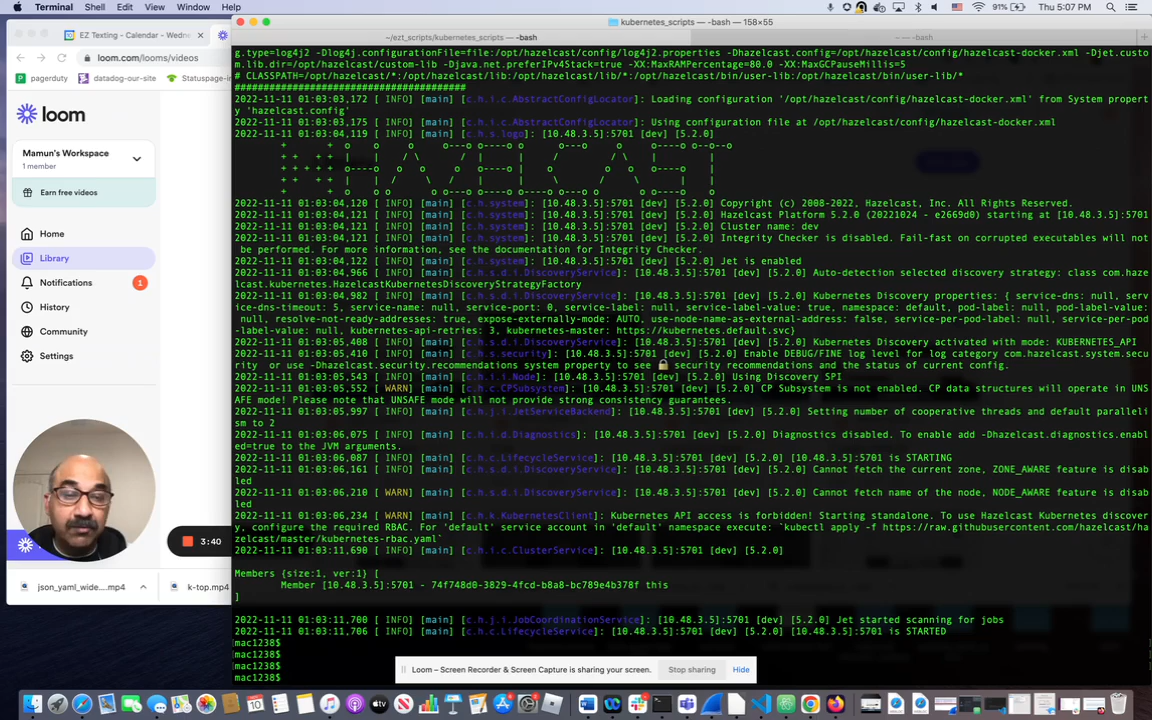 Terminal Shell Edit View Window Help 91% Thu 5:07 PM
kubernetes_scripts — -bash — 158×55
~/ezt_scripts/kubernetes_scripts — -bash
— -bash
EZ Texting - Calendar - Wedn
loom.com/looms/videos
pagerduty datadog-our-site Statuspage-in
loom
Mamun's Workspace
1 member
Earn free videos
Home
Library
Notifications 1
History
Community
Settings
3:40
json_yaml_wide....mp4
k-top.mp4
g.type=log4j2 -Dlog4j.configurationFile=file:/opt/hazelcast/config/log4j2.properties -Dhazelcast.config=/opt/hazelcast/config/hazelcast-docker.xml -Djet.custo
m.lib.dir=/opt/hazelcast/custom-lib -Djava.net.preferIPv4Stack=true -XX:MaxRAMPercentage=80.0 -XX:MaxGCPauseMillis=5
# CLASSPATH=/opt/hazelcast/*:/opt/hazelcast/lib:/opt/hazelcast/lib/*:/opt/hazelcast/bin/user-lib:/opt/hazelcast/bin/user-lib/*
########################################
2022-11-11 01:03:03,172 [ INFO] [main] [c.h.i.c.AbstractConfigLocator]: Loading configuration '/opt/hazelcast/config/hazelcast-docker.xml' from System propert
y 'hazelcast.config'
2022-11-11 01:03:03,175 [ INFO] [main] [c.h.i.c.AbstractConfigLocator]: Using configuration file at /opt/hazelcast/config/hazelcast-docker.xml
2022-11-11 01:03:04,119 [ INFO] [main] [c.h.s.logo]: [10.48.3.5]:5701 [dev] [5.2.0]
2022-11-11 01:03:04,120 [ INFO] [main] [c.h.system]: [10.48.3.5]:5701 [dev] [5.2.0] Copyright (c) 2008-2022, Hazelcast, Inc. All Rights Reserved.
2022-11-11 01:03:04,121 [ INFO] [main] [c.h.system]: [10.48.3.5]:5701 [dev] [5.2.0] Hazelcast Platform 5.2.0 (20221024 - e2669d0) starting at [10.48.3.5]:5701
2022-11-11 01:03:04,121 [ INFO] [main] [c.h.system]: [10.48.3.5]:5701 [dev] [5.2.0] Cluster name: dev
2022-11-11 01:03:04,121 [ INFO] [main] [c.h.system]: [10.48.3.5]:5701 [dev] [5.2.0] Integrity Checker is disabled. Fail-fast on corrupted executables will not
be performed. For more information, see the documentation for Integrity Checker.
2022-11-11 01:03:04,122 [ INFO] [main] [c.h.system]: [10.48.3.5]:5701 [dev] [5.2.0] Jet is enabled
2022-11-11 01:03:04,966 [ INFO] [main] [c.h.s.d.i.DiscoveryService]: [10.48.3.5]:5701 [dev] [5.2.0] Auto-detection selected discovery strategy: class com.haze
lcast.kubernetes.HazelcastKubernetesDiscoveryStrategyFactory
2022-11-11 01:03:04,982 [ INFO] [main] [c.h.s.d.i.DiscoveryService]: [10.48.3.5]:5701 [dev] [5.2.0] Kubernetes Discovery properties: { service-dns: null, serv
ice-dns-timeout: 5, service-name: null, service-port: 0, service-label: null, service-label-value: true, namespace: default, pod-label: null, pod-label-value:
null, resolve-not-ready-addresses: true, expose-externally-mode: AUTO, use-node-name-as-external-address: false, service-per-pod-label: null, service-per-pod
-label-value: null, kubernetes-api-retries: 3, kubernetes-master: https://kubernetes.default.svc}
2022-11-11 01:03:05,408 [ INFO] [main] [c.h.s.d.i.DiscoveryService]: [10.48.3.5]:5701 [dev] [5.2.0] Kubernetes Discovery activated with mode: KUBERNETES_API
2022-11-11 01:03:05,410 [ INFO] [main] [c.h.s.security]: [10.48.3.5]:5701 [dev] [5.2.0] Enable DEBUG/FINE log level for log category com.hazelcast.system.secu
rity or use -Dhazelcast.security.recommendations system property to see 🔒 security recommendations and the status of current config.
2022-11-11 01:03:05,543 [ INFO] [main] [c.h.i.i.Node]: [10.48.3.5]:5701 [dev] [5.2.0] Using Discovery SPI
2022-11-11 01:03:05,552 [ WARN] [main] [c.h.c.CPSubsystem]: [10.48.3.5]:5701 [dev] [5.2.0] CP Subsystem is not enabled. CP data structures will operate in UNS
AFE mode! Please note that UNSAFE mode will not provide strong consistency guarantees.
2022-11-11 01:03:05,997 [ INFO] [main] [c.h.j.i.JetServiceBackend]: [10.48.3.5]:5701 [dev] [5.2.0] Setting number of cooperative threads and default paralleli
sm to 2
2022-11-11 01:03:06,075 [ INFO] [main] [c.h.i.d.Diagnostics]: [10.48.3.5]:5701 [dev] [5.2.0] Diagnostics disabled. To enable add -Dhazelcast.diagnostics.enabl
ed=true to the JVM arguments.
2022-11-11 01:03:06,087 [ INFO] [main] [c.h.c.LifecycleService]: [10.48.3.5]:5701 [dev] [5.2.0] [10.48.3.5]:5701 is STARTING
2022-11-11 01:03:06,161 [ INFO] [main] [c.h.s.d.i.DiscoveryService]: [10.48.3.5]:5701 [dev] [5.2.0] Cannot fetch the current zone, ZONE_AWARE feature is disab
led
2022-11-11 01:03:06,210 [ WARN] [main] [c.h.s.d.i.DiscoveryService]: [10.48.3.5]:5701 [dev] [5.2.0] Cannot fetch name of the node, NODE_AWARE feature is disab
led
2022-11-11 01:03:06,234 [ WARN] [main] [c.h.k.KubernetesClient]: Kubernetes API access is forbidden! Starting standalone. To use Hazelcast Kubernetes discover
y, configure the required RBAC. For 'default' service account in 'default' namespace execute: `kubectl apply -f https://raw.githubusercontent.com/hazelcast/ha
zelcast/master/kubernetes-rbac.yaml`
2022-11-11 01:03:11,690 [ INFO] [main] [c.h.i.c.ClusterService]: [10.48.3.5]:5701 [dev] [5.2.0]
Members {size:1, ver:1} [
Member [10.48.3.5]:5701 - 74f748d0-3829-4fcd-b8a8-bc789e4b378f this
]
2022-11-11 01:03:11,700 [ INFO] [main] [c.h.j.i.JobCoordinationService]: [10.48.3.5]:5701 [dev] [5.2.0] Jet started scanning for jobs
2022-11-11 01:03:11,706 [ INFO] [main] [c.h.c.LifecycleService]: [10.48.3.5]:5701 [dev] [5.2.0] [10.48.3.5]:5701 is STARTED
mac1238$
mac1238$
mac1238$
mac1238$
Loom – Screen Recorder & Screen Capture is sharing your screen. Stop sharing Hide